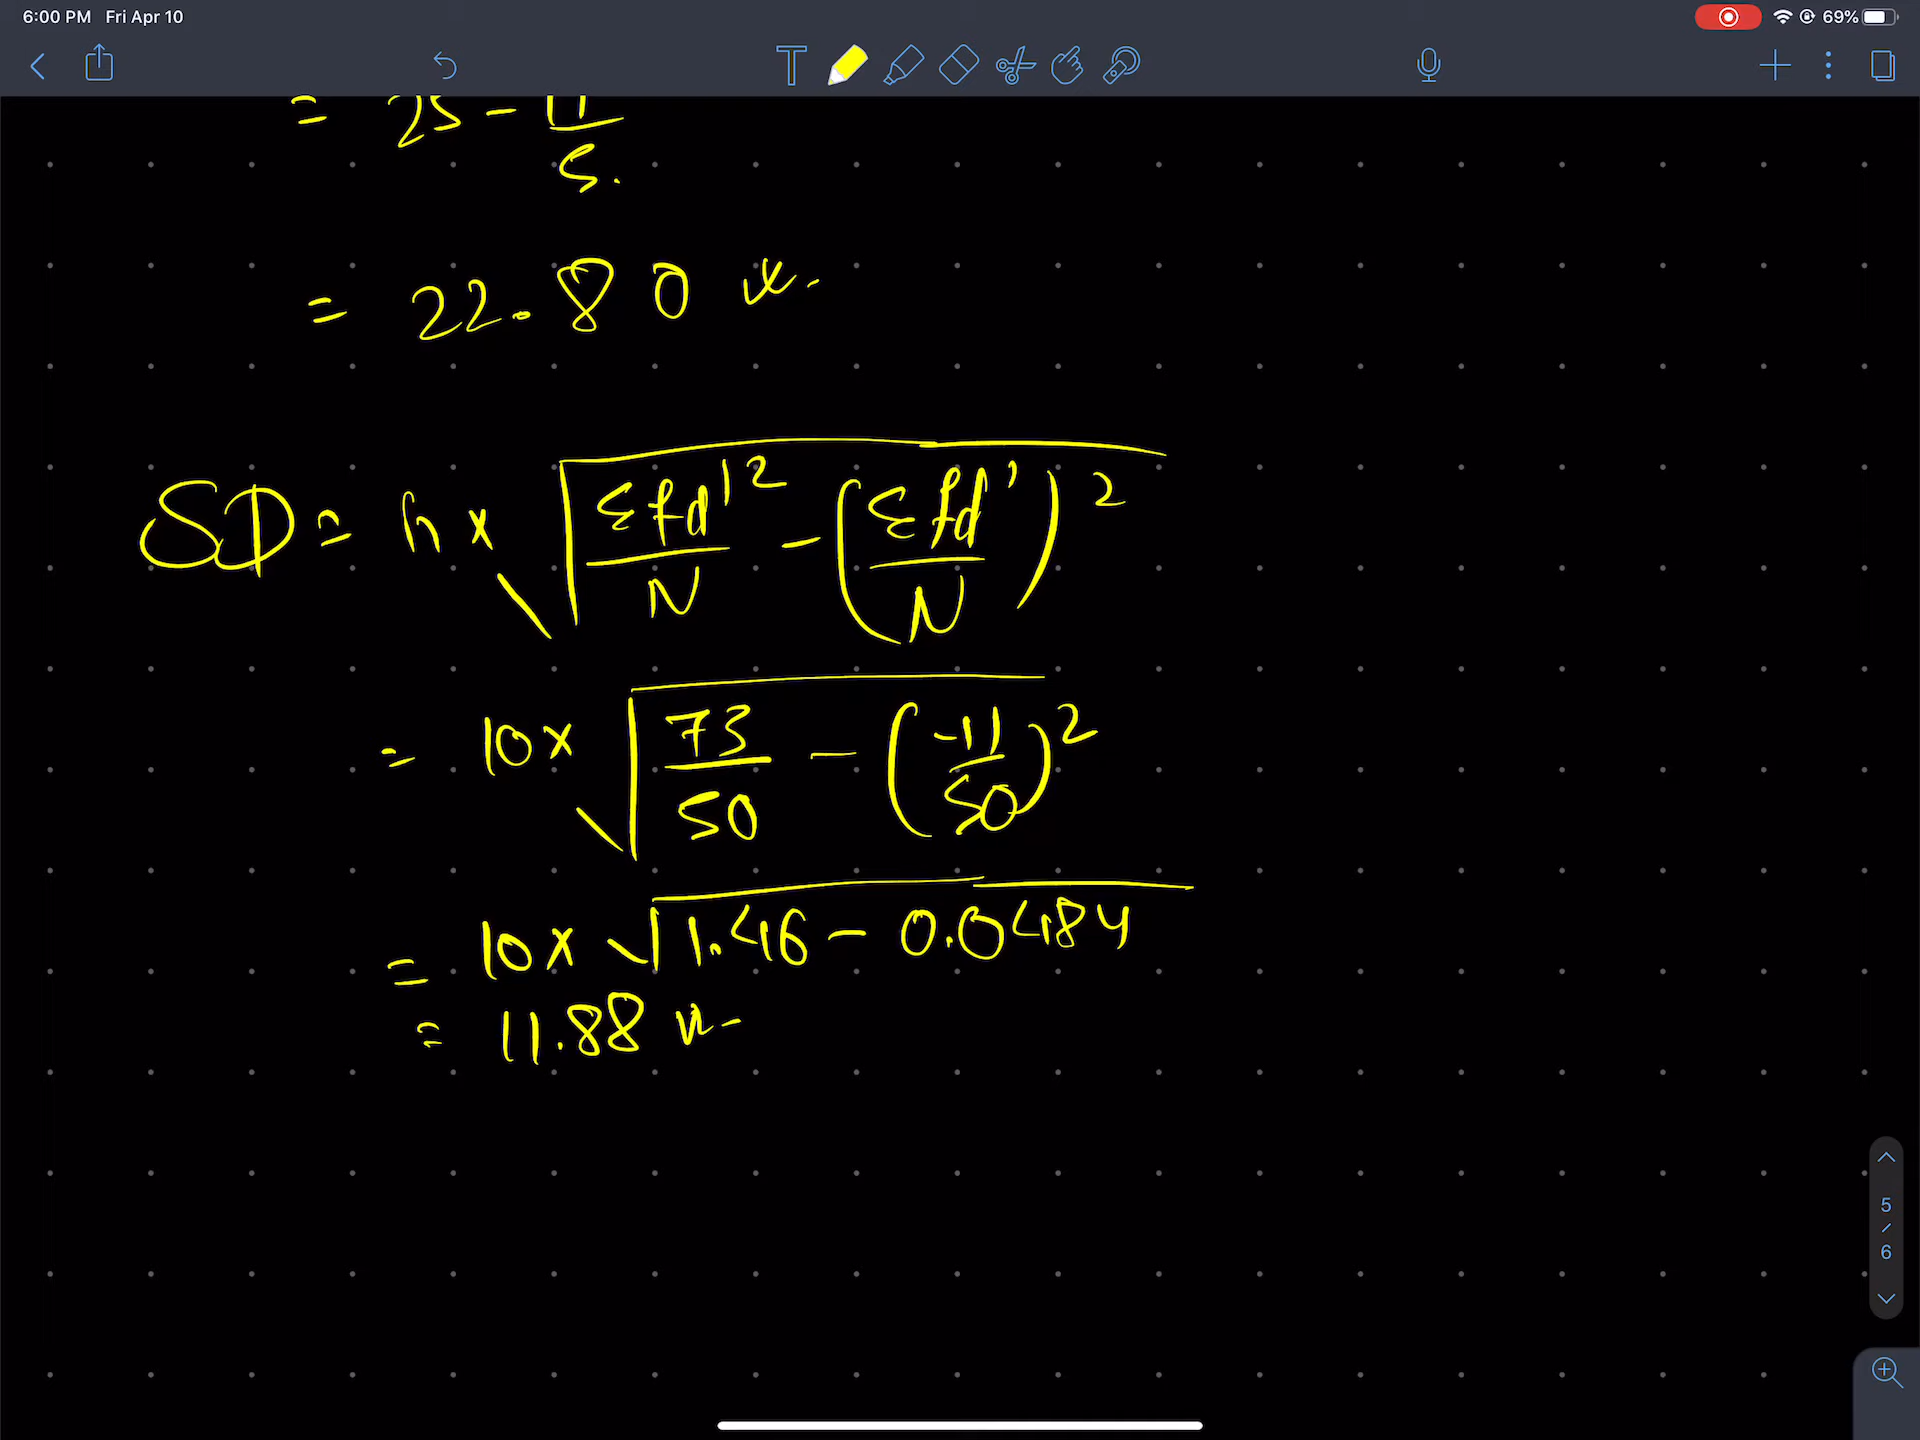 6:00 PM Fri Apr 10
69%
T
= 25 - 11/5.
= 22.80
SD = h × √(Σfd'²/N - (Σfd'/N)²)
= 10 × √(73/50 - (-11/50)²)
= 10 × √(1.46 - 0.0484)
= 11.88
5
/
6